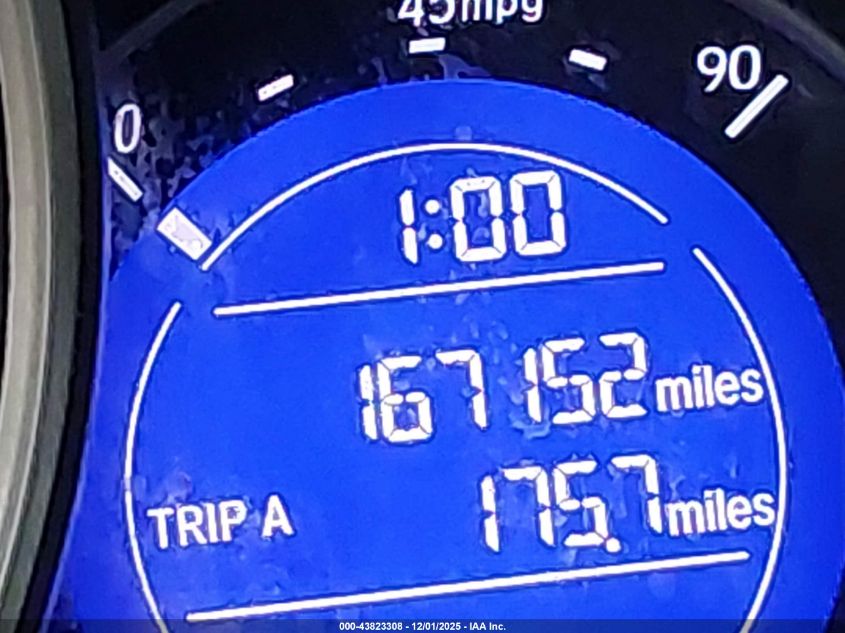 45mpg
0
90
1:00
167152 miles
TRIP A 175.7 miles
000-43823308 - 12/01/2025 - IAA Inc.